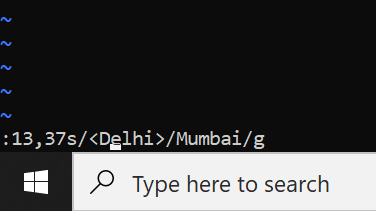 ~
~
~
~
~
:13,37s/<Delhi>/Mumbai/g
Type here to search